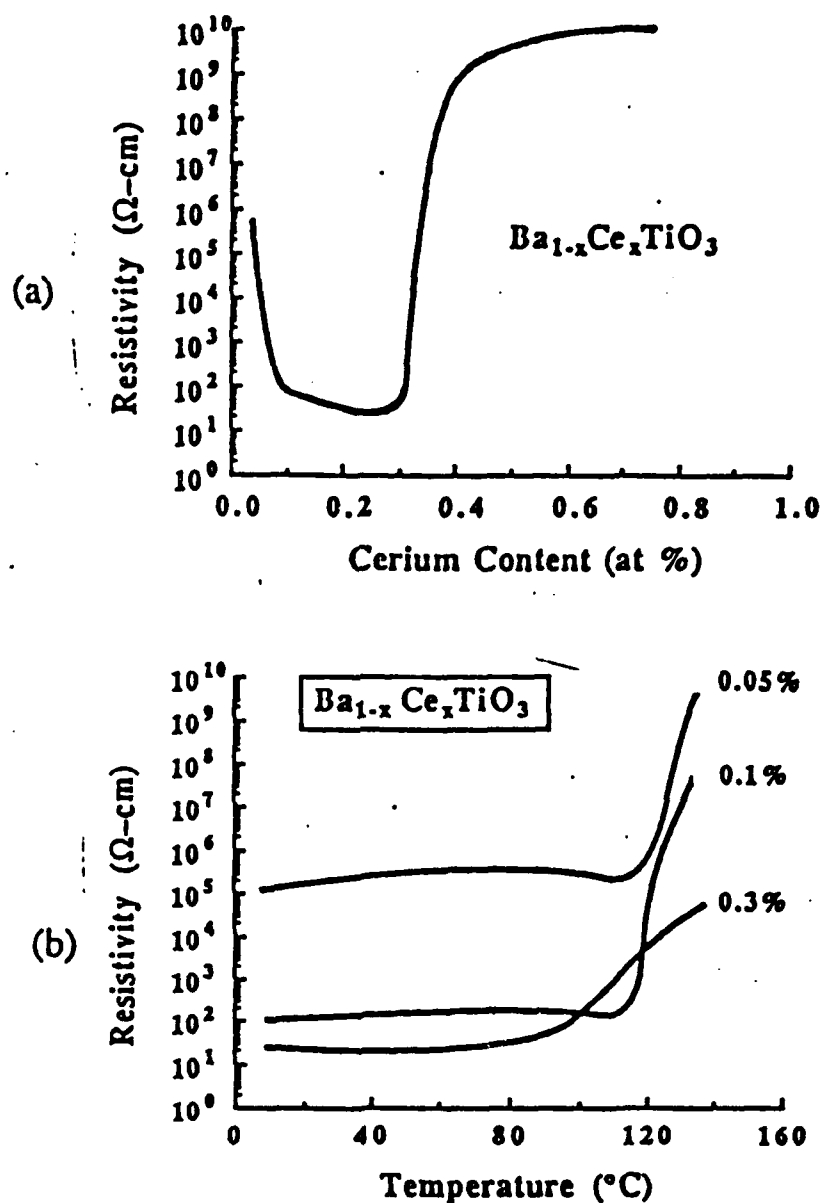 (a)
Resistivity (Ω–cm)
10¹⁰
10⁹
10⁸
10⁷
10⁶
10⁵
10⁴
10³
10²
10¹
10⁰
Ba₁₋ₓCeₓTiO₃
0.0 0.2 0.4 0.6 0.8 1.0
Cerium Content (at %)
(b)
Resistivity (Ω–cm)
10¹⁰
10⁹
10⁸
10⁷
10⁶
10⁵
10⁴
10³
10²
10¹
10⁰
Ba₁₋ₓ CeₓTiO₃
0.05%
0.1%
0.3%
0 40 80 120 160
Temperature (°C)